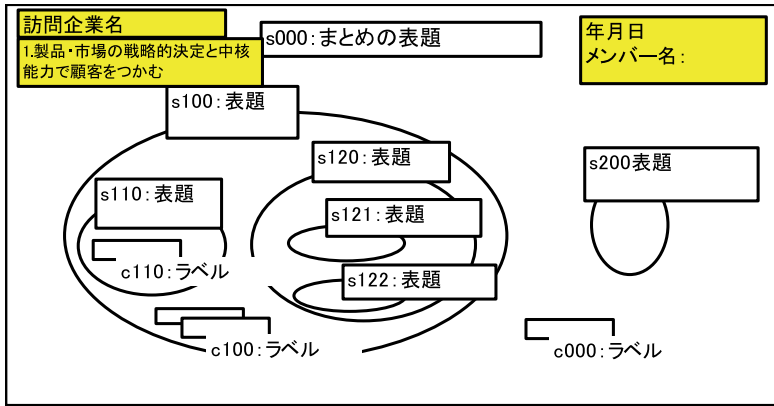 訪問企業名
1.製品・市場の戦略的決定と中核
能力で顧客をつかむ
s000：まとめの表題
年月日
メンバー名：
s100：表題
s120：表題
s200表題
s110：表題
s121：表題
c110：ラベル
s122：表題
c100：ラベル
c000：ラベル